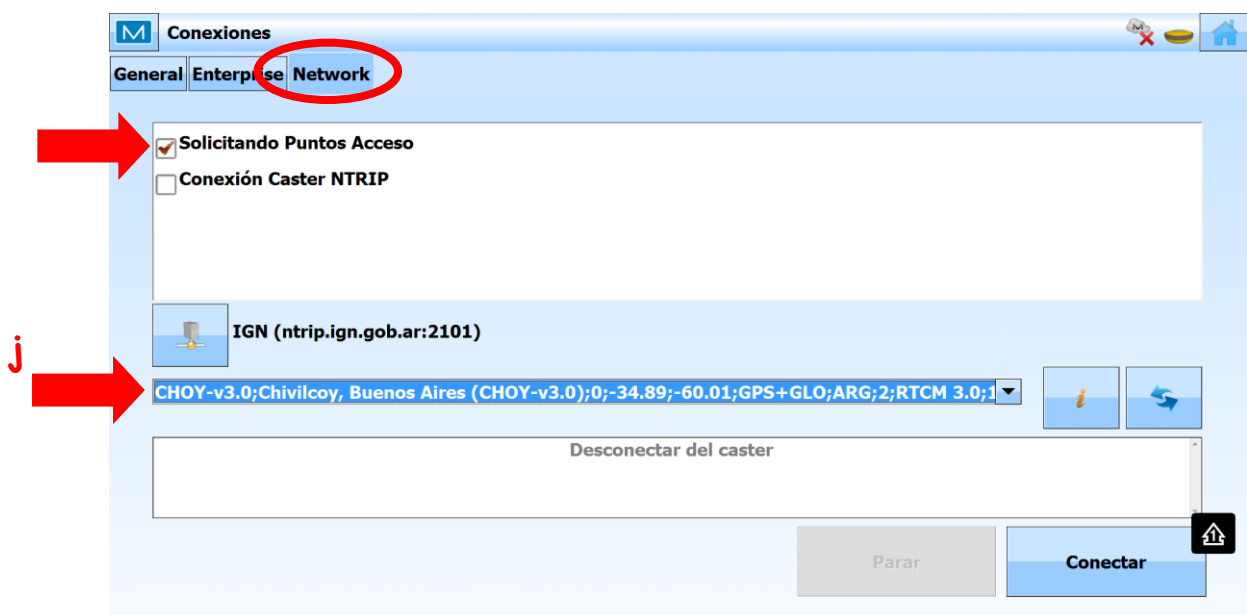 Conexiones
General Enterprise Network
Solicitando Puntos Acceso
Conexión Caster NTRIP
IGN (ntrip.ign.gob.ar:2101)
j
CHOY-v3.0;Chivilcoy, Buenos Aires (CHOY-v3.0);0;-34.89;-60.01;GPS+GLO;ARG;2;RTCM 3.0;1
i
Desconectar del caster
1
Parar Conectar